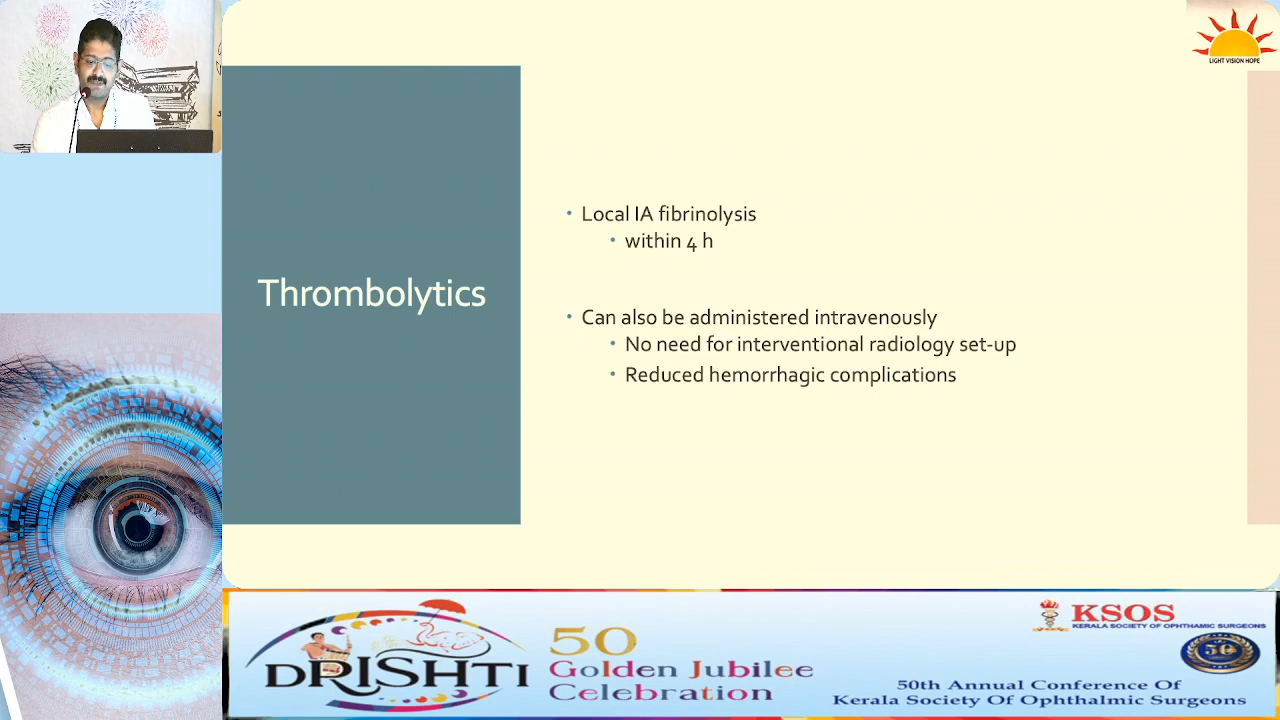 LIGHT VISION HOPE
Thrombolytics
• Local IA fibrinolysis
• within 4 h
• Can also be administered intravenously
• No need for interventional radiology set-up
• Reduced hemorrhagic complications
DRISHTI
50
Golden Jubilee
Celebration
KSOS
KERALA SOCIETY OF OPHTHAMIC SURGEONS
50
50th Annual Conference Of
Kerala Society Of Ophthalmic Surgeons